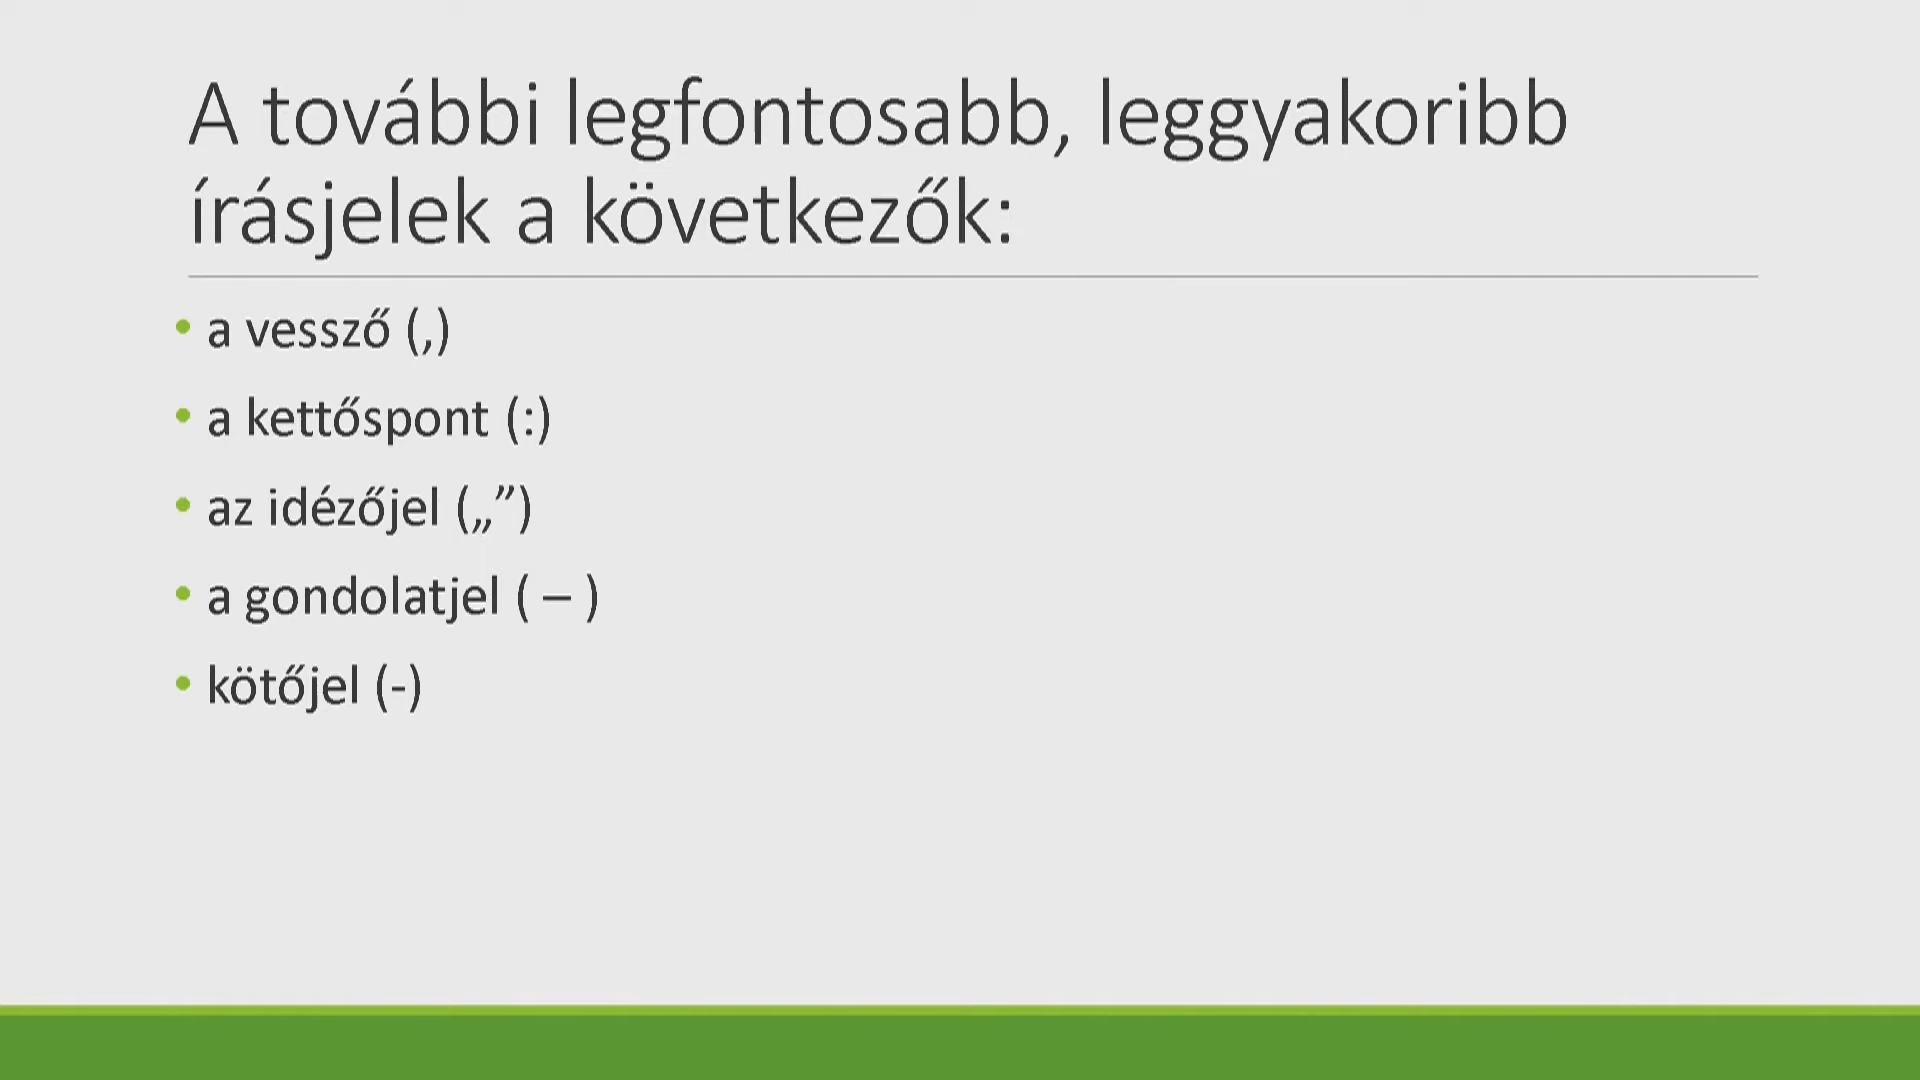 A további legfontosabb, leggyakoribb
írásjelek a következők:
• a vessző (,)
• a kettőspont (:)
• az idézőjel („”)
• a gondolatjel ( – )
• kötőjel (-)